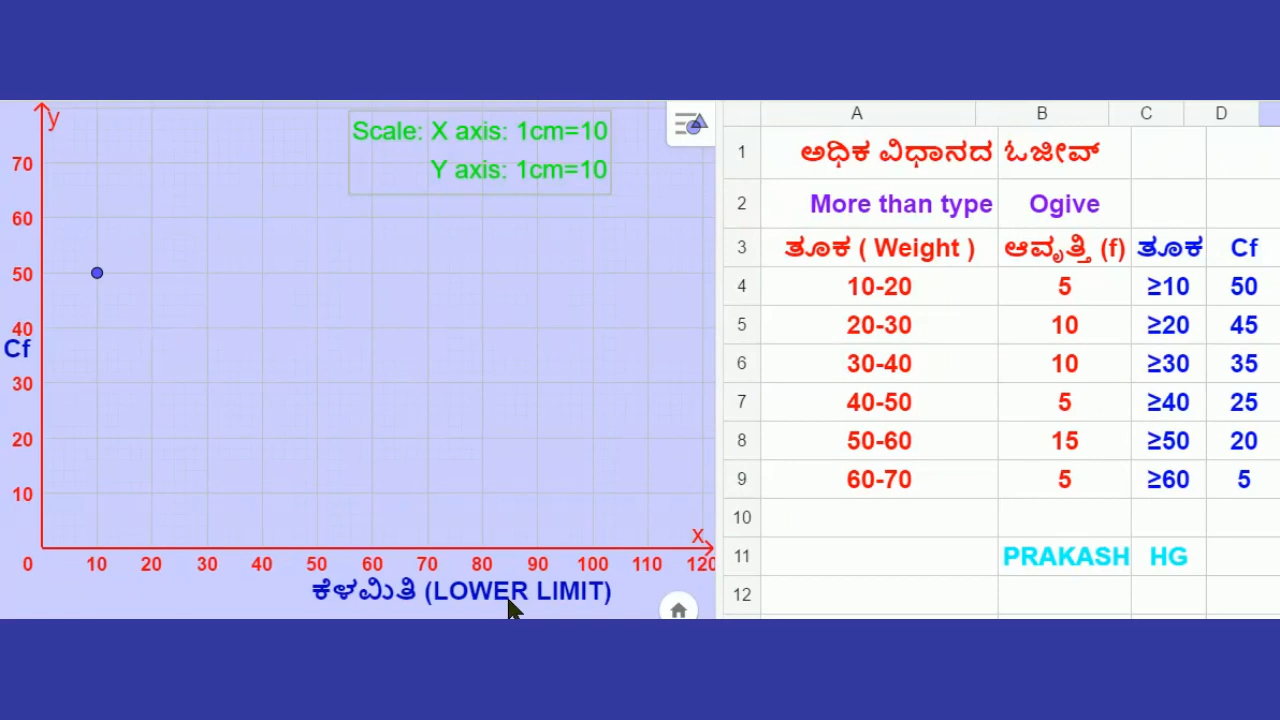 y
Scale: X axis: 1cm=10
Y axis: 1cm=10
70
60
50
40
Cf
30
20
10
x
0 10 20 30 40 50 60 70 80 90 100 110 120
ಕೆಳಮಿತಿ (LOWER LIMIT)
A B C D
1 ಅಧಿಕ ವಿಧಾನದ ಓಜೀವ್
2 More than type Ogive
3 ತೂಕ ( Weight ) ಆವೃತ್ತಿ (f) ತೂಕ Cf
4 10-20 5 ≥10 50
5 20-30 10 ≥20 45
6 30-40 10 ≥30 35
7 40-50 5 ≥40 25
8 50-60 15 ≥50 20
9 60-70 5 ≥60 5
10
11 PRAKASH HG
12